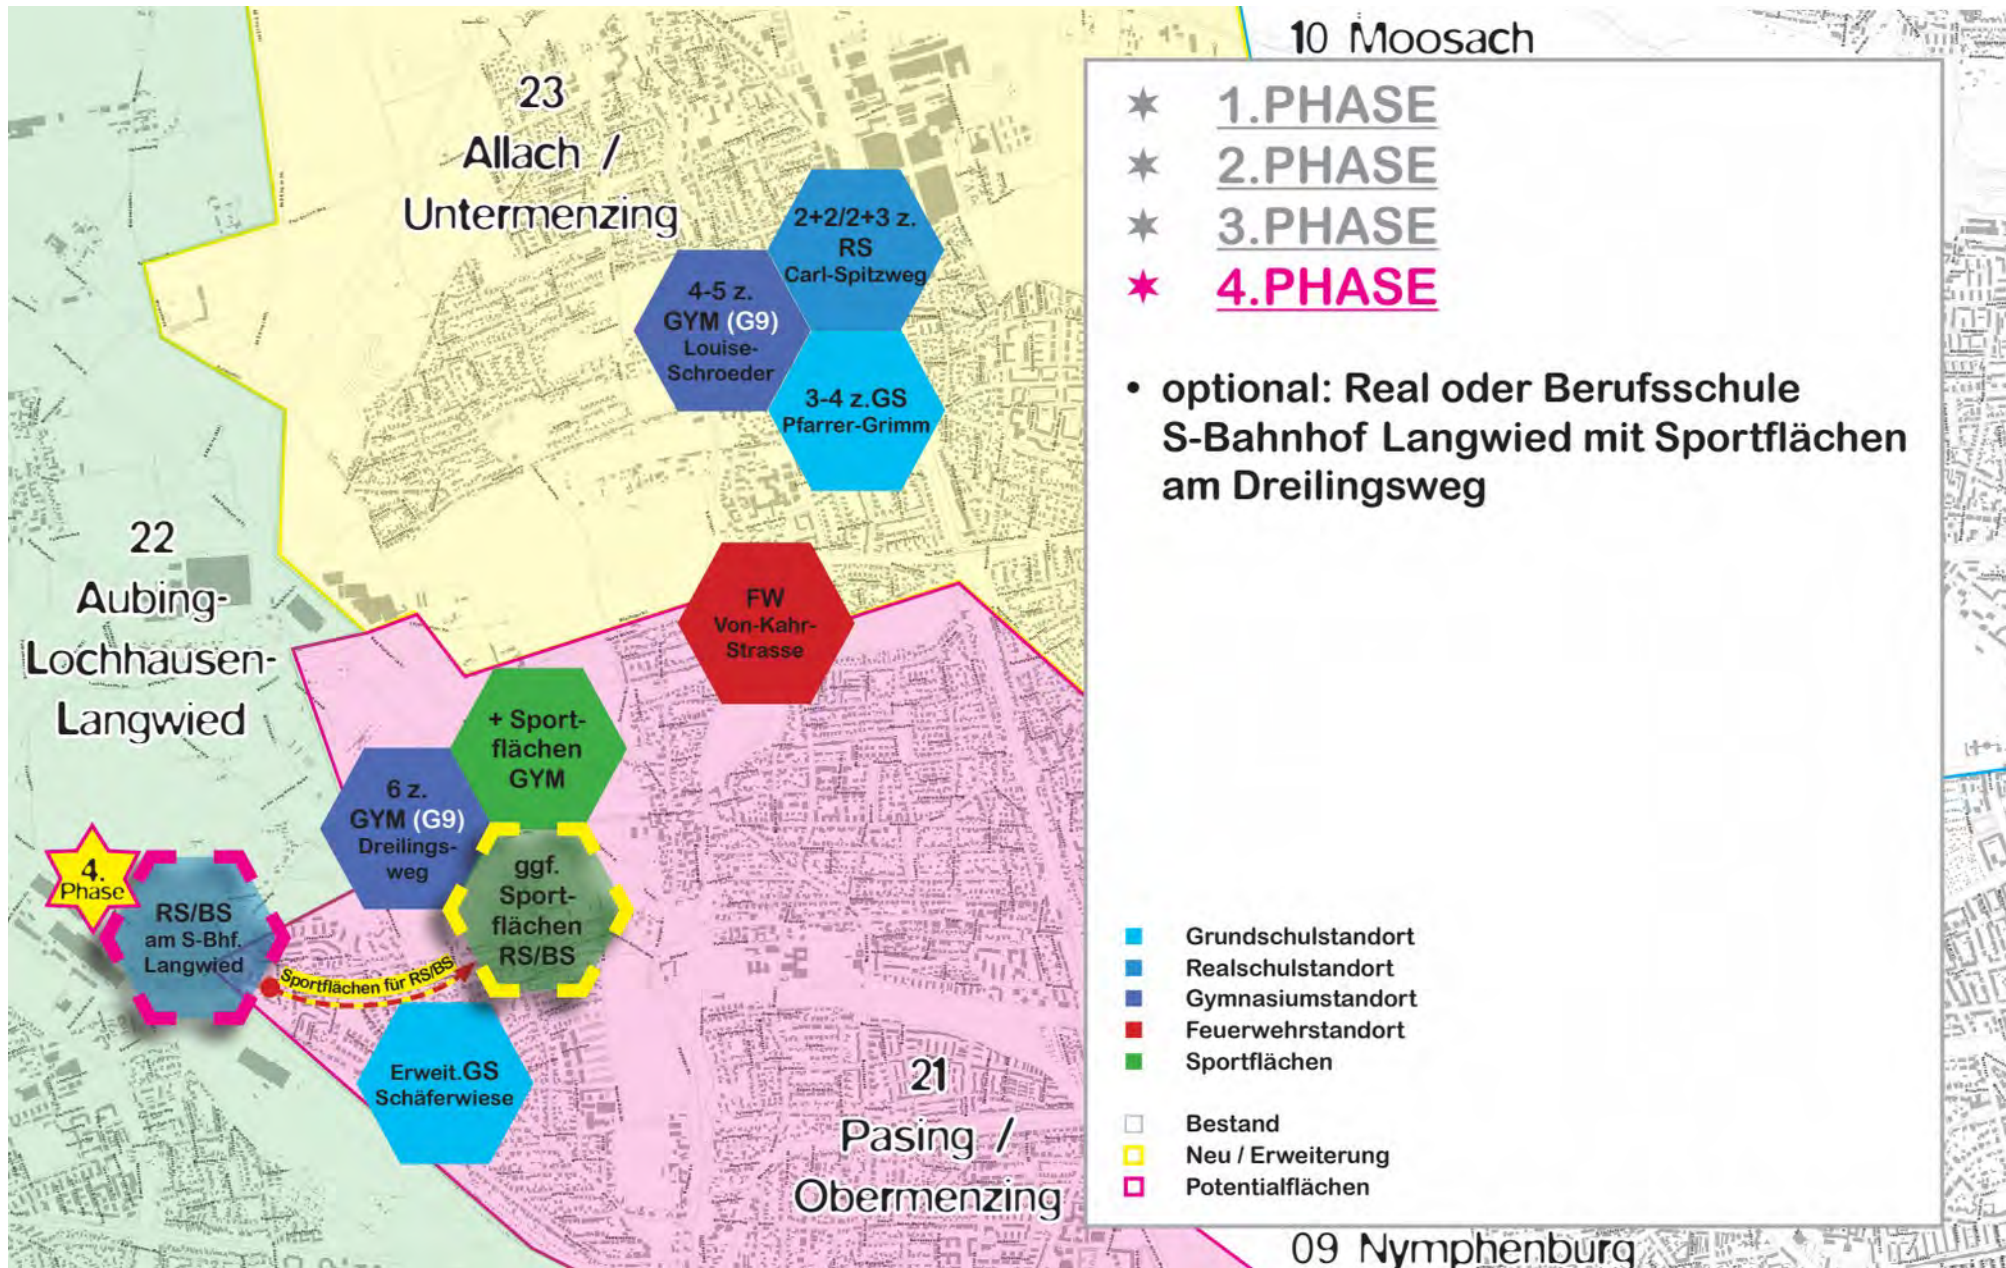 10 Moosach
23
Allach /
Untermenzing
2+2/2+3 z.
RS
Carl-Spitzweg
4-5 z.
GYM (G9)
Louise-
Schroeder
3-4 z.GS
Pfarrer-Grimm
22
Aubing-
Lochhausen-
Langwied
FW
Von-Kahr-
Strasse
+ Sport-
flächen
GYM
6 z.
GYM (G9)
Dreilings-
weg
ggf.
Sport-
flächen
RS/BS
4.
Phase
RS/BS
am S-Bhf.
Langwied
Sportflächen für RS/BS
Erweit.GS
Schäferwiese
21
Pasing /
Obermenzing
1.PHASE
2.PHASE
3.PHASE
4.PHASE
• optional: Real oder Berufsschule
S-Bahnhof Langwied mit Sportflächen
am Dreilingsweg
Grundschulstandort
Realschulstandort
Gymnasiumstandort
Feuerwehrstandort
Sportflächen
Bestand
Neu / Erweiterung
Potentialflächen
09 Nymphenburg